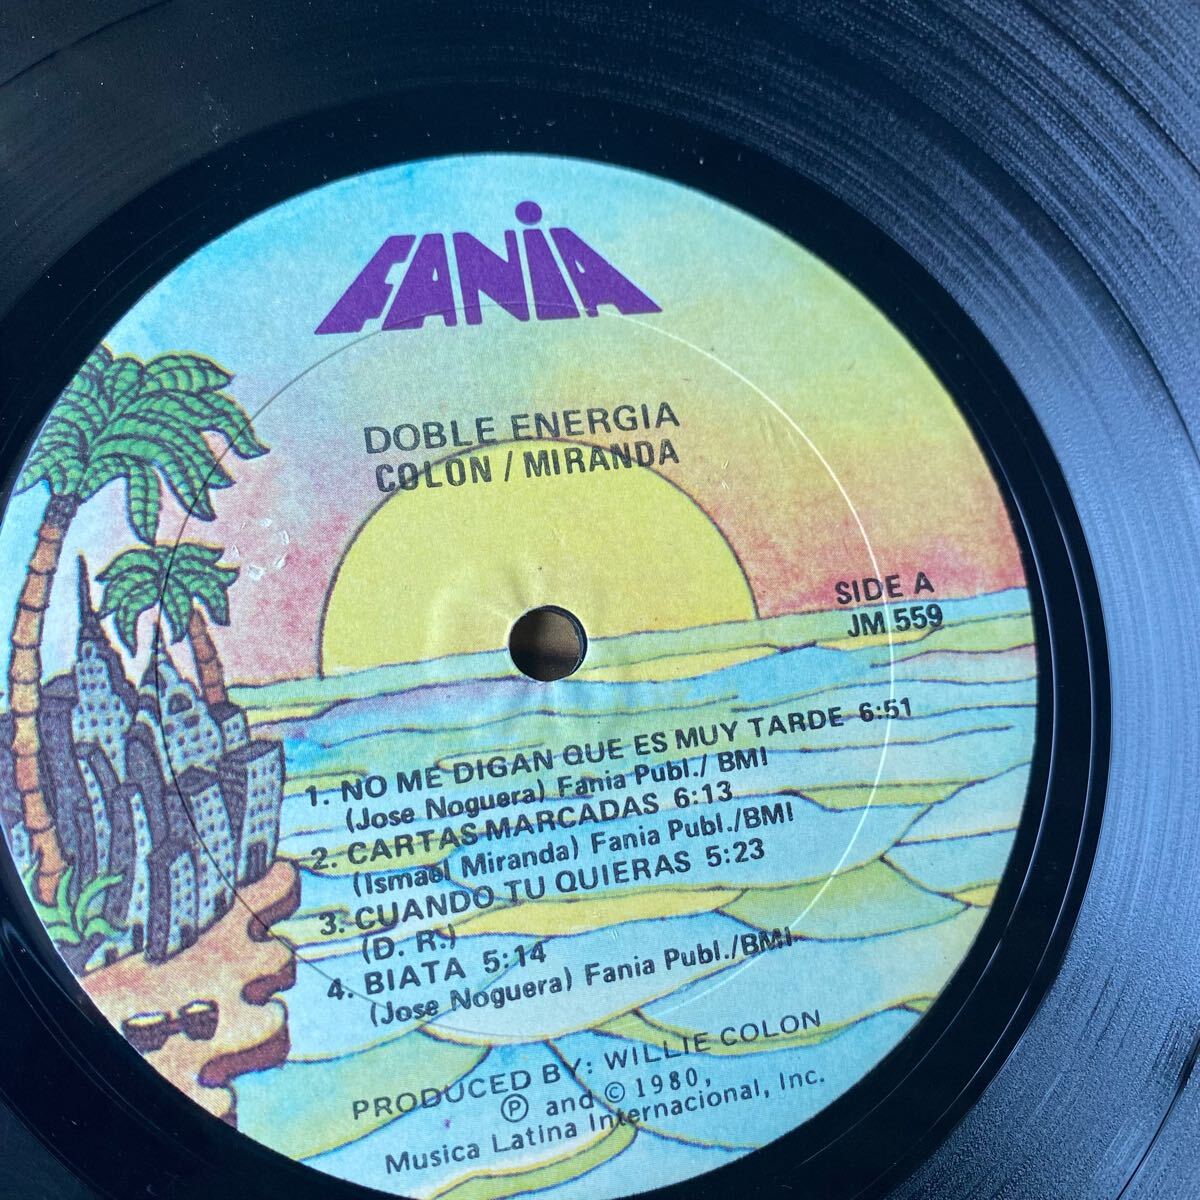 FANiA
DOBLE ENERGIA
COLON / MIRANDA
SIDE A
JM 559
1. NO ME DIGAN QUE ES MUY TARDE 6:51
(Jose Noguera) Fania Publ./ BMI
2. CARTAS MARCADAS 6:13
(Ismael Miranda) Fania Publ./BMI
3. CUANDO TU QUIERAS 5:23
(D. R.)
4. BIATA 5:14
(Jose Noguera) Fania Publ./BMI
PRODUCED BY: WILLIE COLON
Ⓟ and © 1980,
Musica Latina Internacional, Inc.